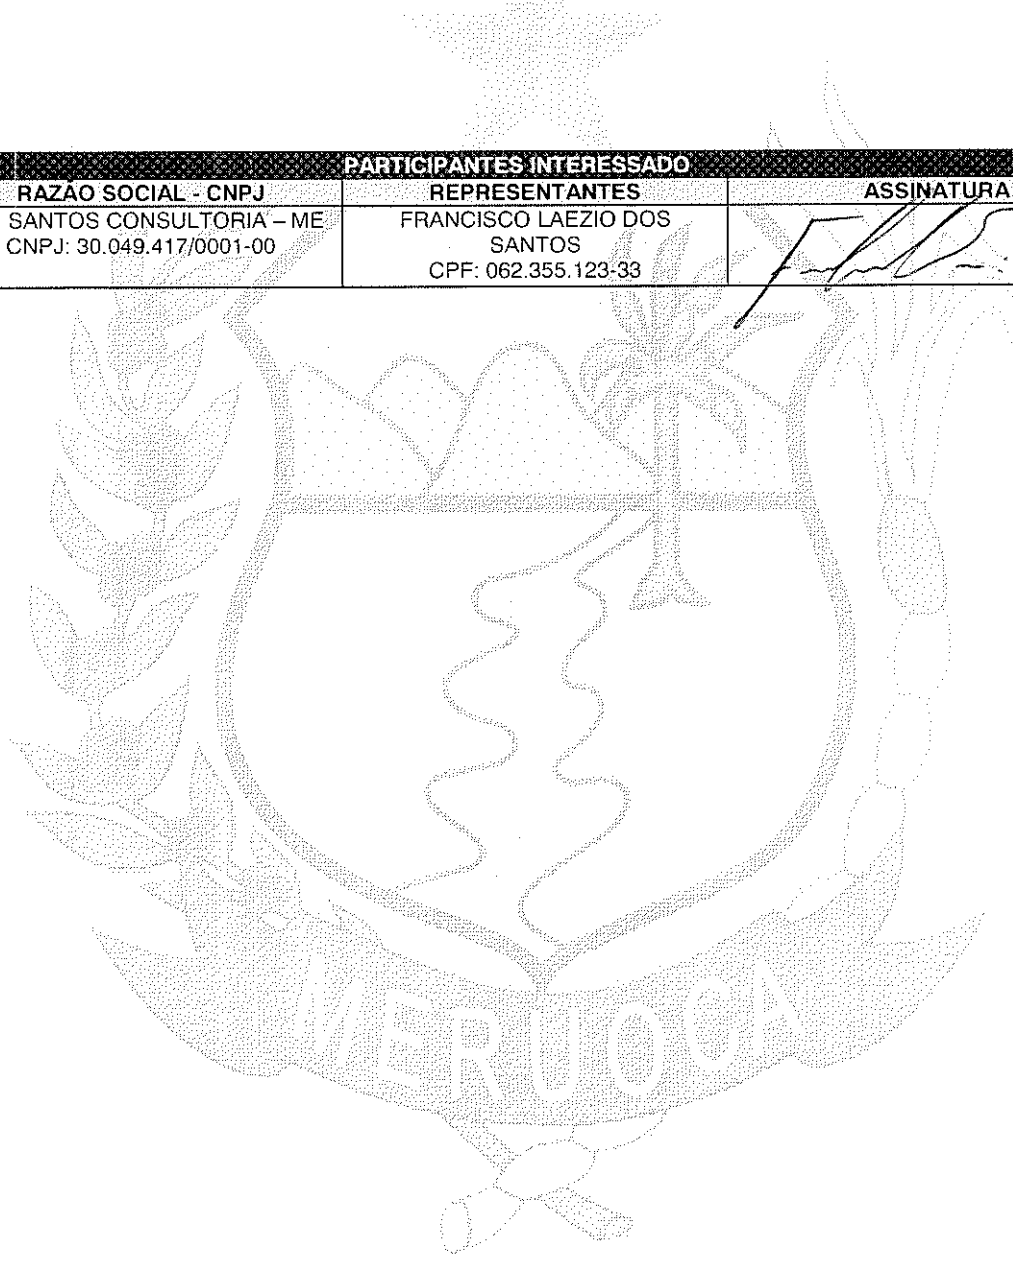 PARTICIPANTES INTERESSADO
RAZÃO SOCIAL - CNPJ
REPRESENTANTES
ASSINATURA
SANTOS CONSULTORIA – ME
CNPJ: 30.049.417/0001-00
FRANCISCO LAEZIO DOS
SANTOS
CPF: 062.355.123-33
MERUOCA